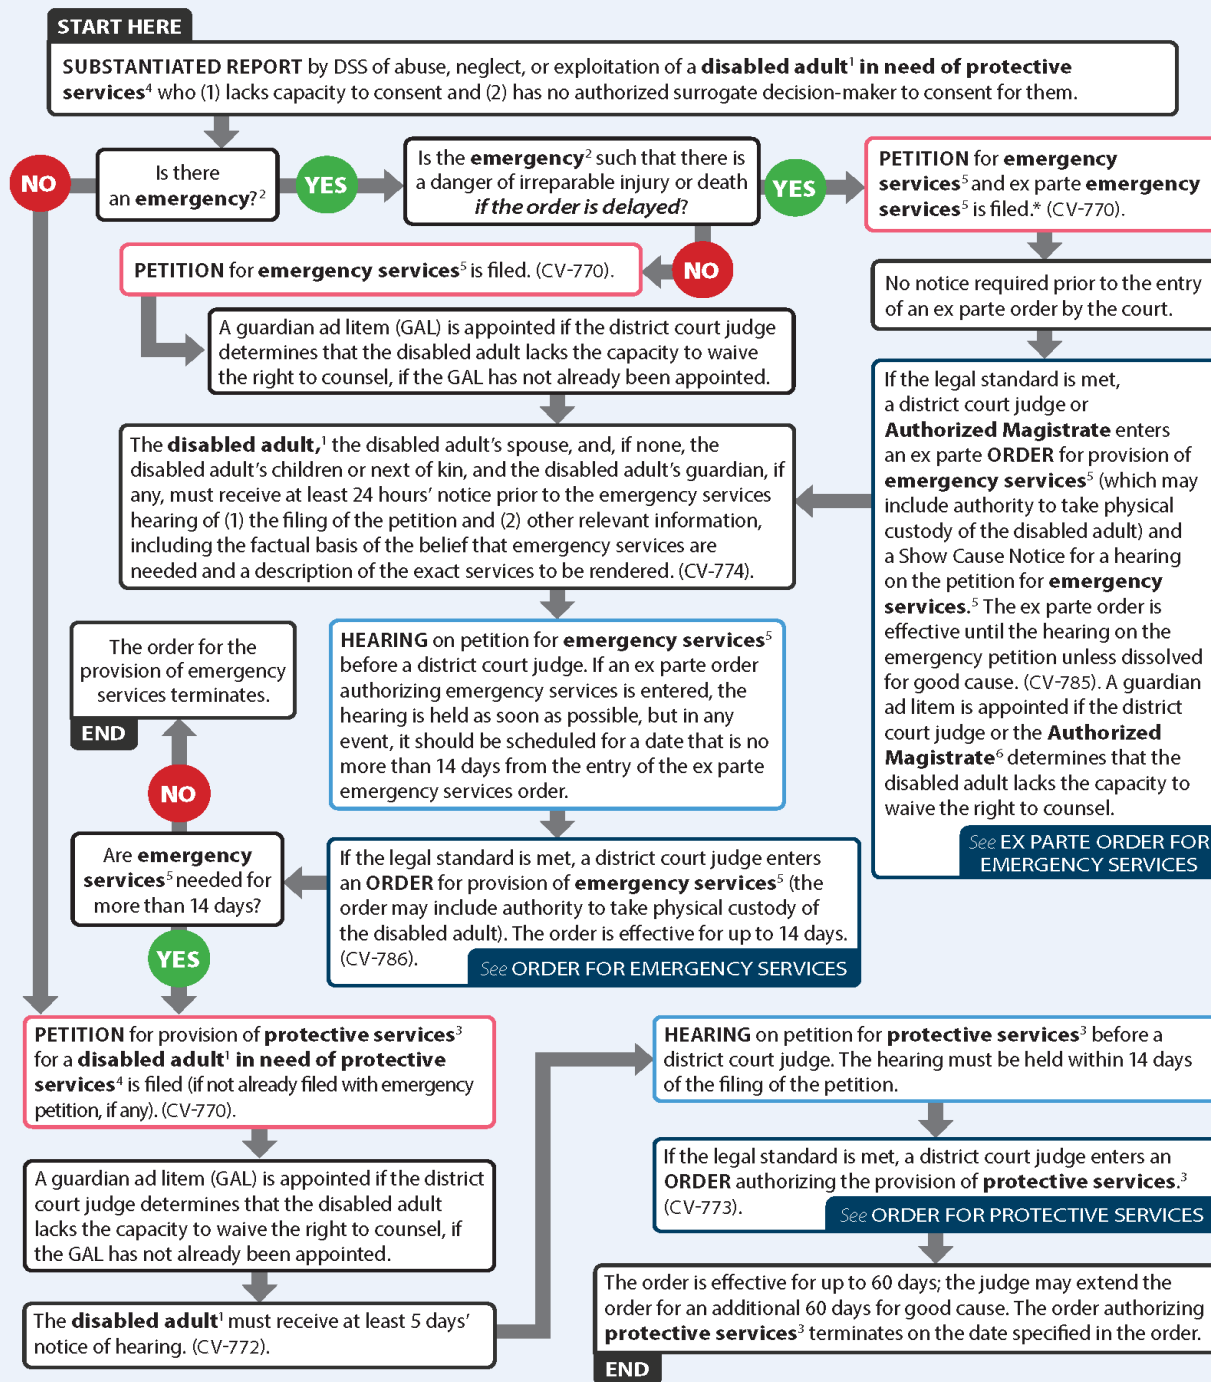 START HERE
SUBSTANTIATED REPORT by DSS of abuse, neglect, or exploitation of a disabled adult¹ in need of protective
services⁴ who (1) lacks capacity to consent and (2) has no authorized surrogate decision-maker to consent for them.
NO
Is there
an emergency?²
YES
Is the emergency² such that there is
a danger of irreparable injury or death
if the order is delayed?
YES
PETITION for emergency
services⁵ and ex parte emergency
services⁵ is filed.* (CV-770).
NO
PETITION for emergency services⁵ is filed. (CV-770).
No notice required prior to the entry
of an ex parte order by the court.
A guardian ad litem (GAL) is appointed if the district court judge
determines that the disabled adult lacks the capacity to waive
the right to counsel, if the GAL has not already been appointed.
If the legal standard is met,
a district court judge or
Authorized Magistrate enters
an ex parte ORDER for provision of
emergency services⁵ (which may
include authority to take physical
custody of the disabled adult) and
a Show Cause Notice for a hearing
on the petition for emergency
services.⁵ The ex parte order is
effective until the hearing on the
emergency petition unless dissolved
for good cause. (CV-785). A guardian
ad litem is appointed if the district
court judge or the Authorized
Magistrate⁶ determines that the
disabled adult lacks the capacity to
waive the right to counsel.
See EX PARTE ORDER FOR
EMERGENCY SERVICES
The disabled adult,¹ the disabled adult's spouse, and, if none, the
disabled adult's children or next of kin, and the disabled adult's guardian, if
any, must receive at least 24 hours' notice prior to the emergency services
hearing of (1) the filing of the petition and (2) other relevant information,
including the factual basis of the belief that emergency services are
needed and a description of the exact services to be rendered. (CV-774).
HEARING on petition for emergency services⁵
before a district court judge. If an ex parte order
authorizing emergency services is entered, the
hearing is held as soon as possible, but in any
event, it should be scheduled for a date that is no
more than 14 days from the entry of the ex parte
emergency services order.
The order for the
provision of emergency
services terminates.
END
NO
Are emergency
services⁵ needed for
more than 14 days?
If the legal standard is met, a district court judge enters
an ORDER for provision of emergency services⁵ (the
order may include authority to take physical custody of
the disabled adult). The order is effective for up to 14 days.
(CV-786).
See ORDER FOR EMERGENCY SERVICES
YES
PETITION for provision of protective services³
for a disabled adult¹ in need of protective
services⁴ is filed (if not already filed with emergency
petition, if any). (CV-770).
A guardian ad litem (GAL) is appointed if the district
court judge determines that the disabled adult
lacks the capacity to waive the right to counsel, if
the GAL has not already been appointed.
The disabled adult¹ must receive at least 5 days'
notice of hearing. (CV-772).
HEARING on petition for protective services³ before a
district court judge. The hearing must be held within 14 days
of the filing of the petition.
If the legal standard is met, a district court judge enters an
ORDER authorizing the provision of protective services.³
(CV-773).
See ORDER FOR PROTECTIVE SERVICES
The order is effective for up to 60 days; the judge may extend the
order for an additional 60 days for good cause. The order authorizing
protective services³ terminates on the date specified in the order.
END